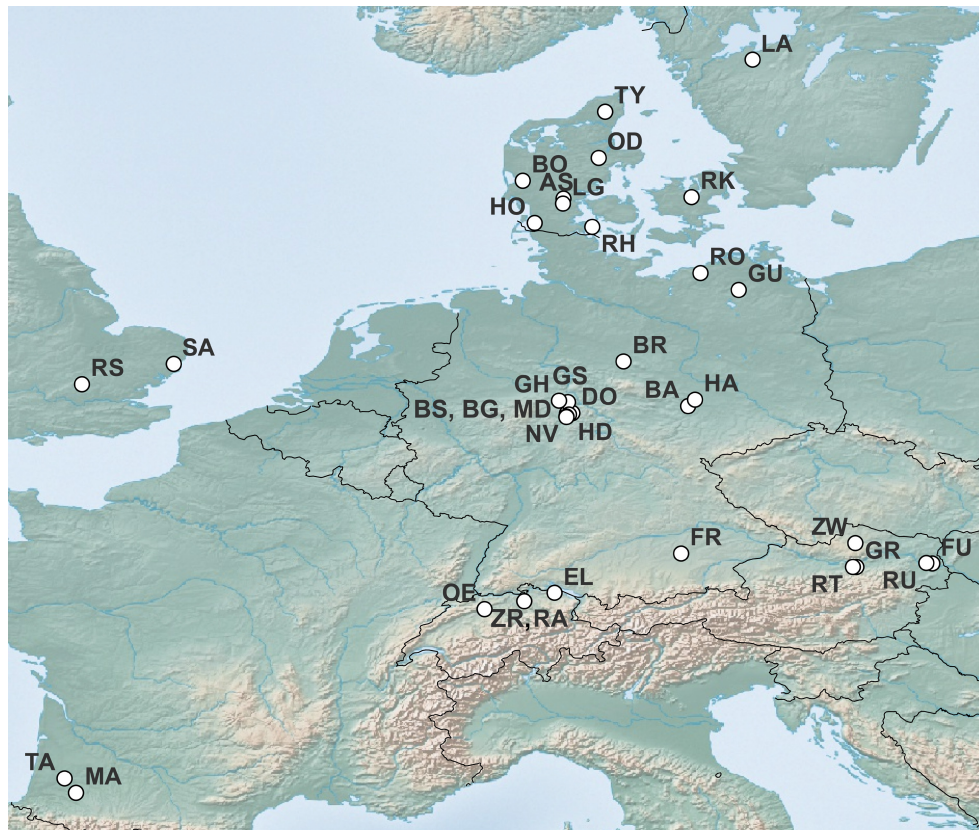 LA
TY
OD
BO
AS
LG
RK
HO
RH
RO
GU
SA
RS
BR
GS
GH
DO
BA
HA
BS, BG, MD
NV
HD
ZW
FR
GR
FU
RT
RU
EL
OE
ZR, RA
TA
MA